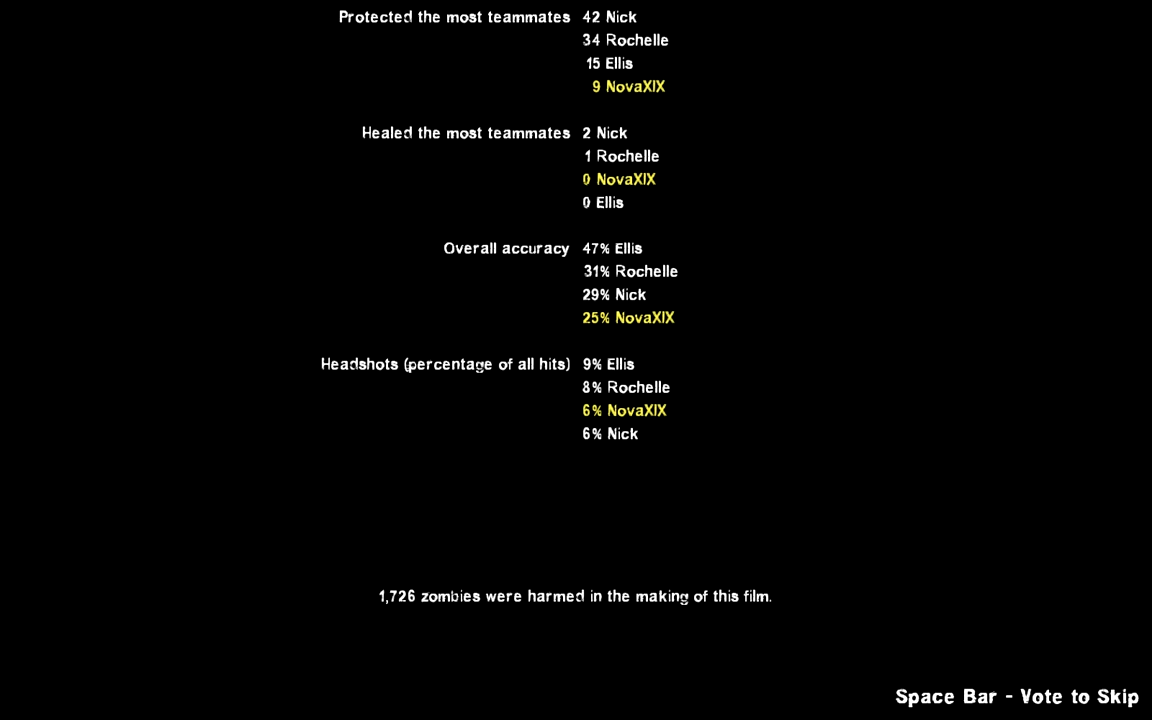 Protected the most teammates 42 Nick
34 Rochelle
15 Ellis
9 NovaXIX
Healed the most teammates 2 Nick
1 Rochelle
0 NovaXIX
0 Ellis
Overall accuracy 47% Ellis
31% Rochelle
29% Nick
25% NovaXIX
Headshots (percentage of all hits) 9% Ellis
8% Rochelle
6% NovaXIX
6% Nick
1,726 zombies were harmed in the making of this film.
Space Bar - Vote to Skip